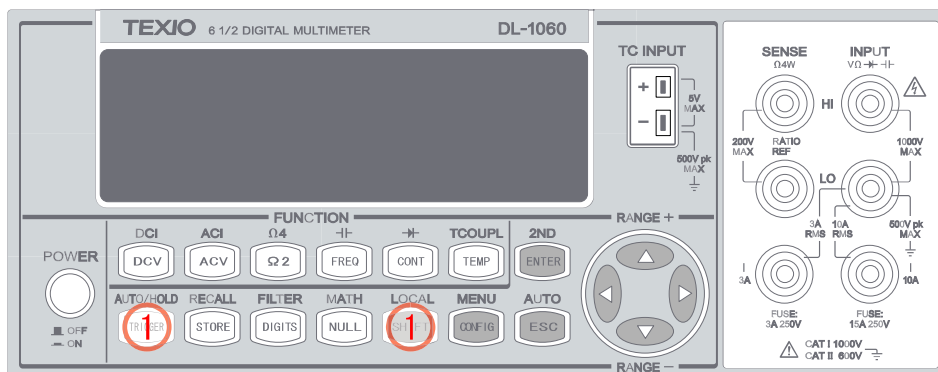 TEXIO 6 1/2 DIGITAL MULTIMETER DL-1060
TC INPUT
+
−
5V
MAX
500V pk
MAX
SENSE
Ω4W
INPUT
VΩ
HI
200V
MAX
RATIO
REF
1000V
MAX
LO
3A
RMS
10A
RMS
500V pk
MAX
3A
10A
FUSE:
3A 250V
FUSE:
15A 250V
CAT I 1000V
CAT II 600V
FUNCTION
RANGE +
DCI ACI Ω4 TCOUPL 2ND
POWER
DCV ACV Ω2 FREQ CONT TEMP ENTER
AUTO/HOLD RECALL FILTER MATH LOCAL MENU AUTO
TRIGGER STORE DIGITS NULL SHIFT CONFIG ESC
1 1
OFF
ON
RANGE −